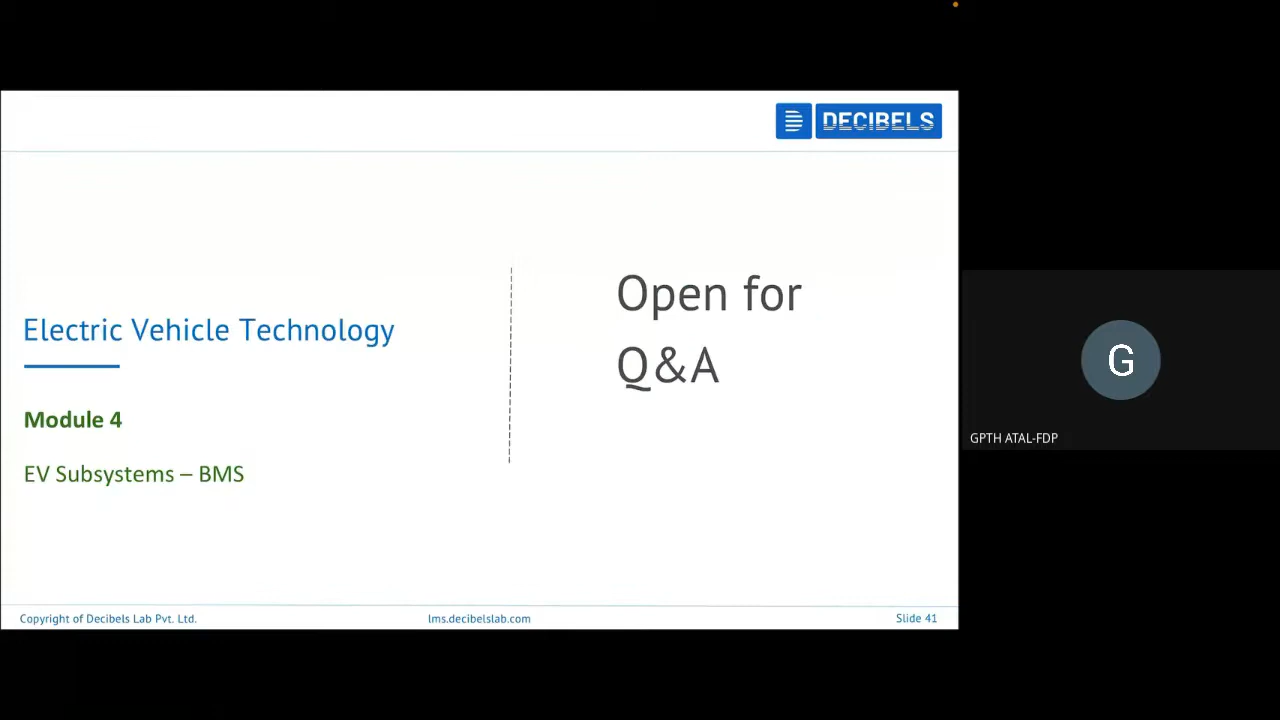 DECIBELS
Electric Vehicle Technology
Module 4
EV Subsystems – BMS
Open for
Q&A
G
GPTH ATAL-FDP
Copyright of Decibels Lab Pvt. Ltd.
lms.decibelslab.com
Slide 41